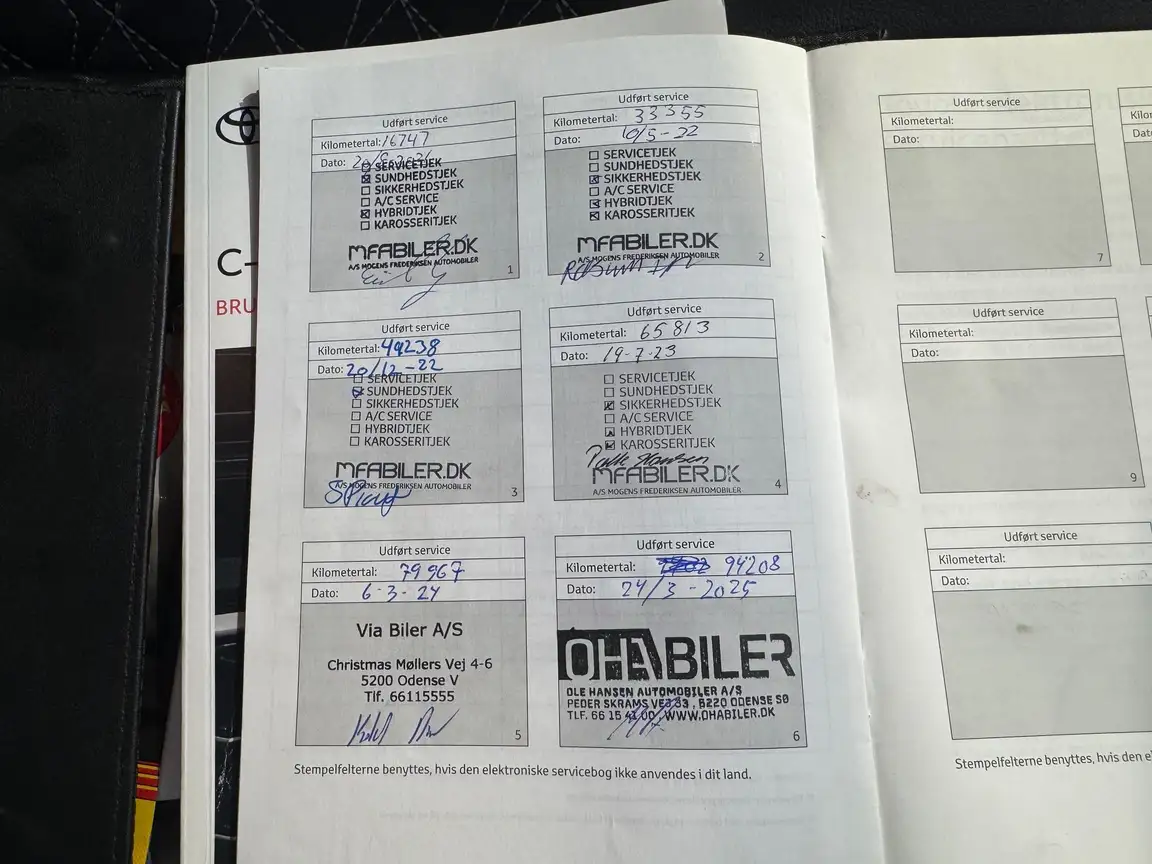 C-
BRU
Udført service
Kilometertal: 16747
Dato:
SERVICETJEK
SUNDHEDSTJEK
SIKKERHEDSTJEK
A/C SERVICE
HYBRIDTJEK
KAROSSERITJEK
MFABILER.DK
A/S MOGENS FREDERIKSEN AUTOMOBILER
1
Udført service
Kilometertal: 33355
Dato: 10/5-22
SERVICETJEK
SUNDHEDSTJEK
SIKKERHEDSTJEK
A/C SERVICE
HYBRIDTJEK
KAROSSERITJEK
MFABILER.DK
A/S MOGENS FREDERIKSEN AUTOMOBILER
2
Udført service
Kilometertal: 49238
Dato: 20/12-22
SERVICETJEK
SUNDHEDSTJEK
SIKKERHEDSTJEK
A/C SERVICE
HYBRIDTJEK
KAROSSERITJEK
MFABILER.DK
A/S MOGENS FREDERIKSEN AUTOMOBILER
3
Udført service
Kilometertal: 65813
Dato: 19-7-23
SERVICETJEK
SUNDHEDSTJEK
SIKKERHEDSTJEK
A/C SERVICE
HYBRIDTJEK
KAROSSERITJEK
MFABILER.DK
A/S MOGENS FREDERIKSEN AUTOMOBILER
4
Udført service
Kilometertal: 79967
Dato: 6-3-24
Via Biler A/S
Christmas Møllers Vej 4-6
5200 Odense V
Tlf. 66115555
5
Udført service
Kilometertal: 94208
Dato: 24/3-2025
OHABILER
OLE HANSEN AUTOMOBILER A/S
PEDER SKRAMS VEJ 33, 5220 ODENSE SØ
TLF. 66 15 41 00, WWW.OHABILER.DK
6
Stempelfelterne benyttes, hvis den elektroniske servicebog ikke anvendes i dit land.
Udført service
Kilometertal:
Dato:
7
Udført service
Kilometertal:
Dato:
9
Udført service
Kilometertal:
Dato:
Stempelfelterne benyttes, hvis den